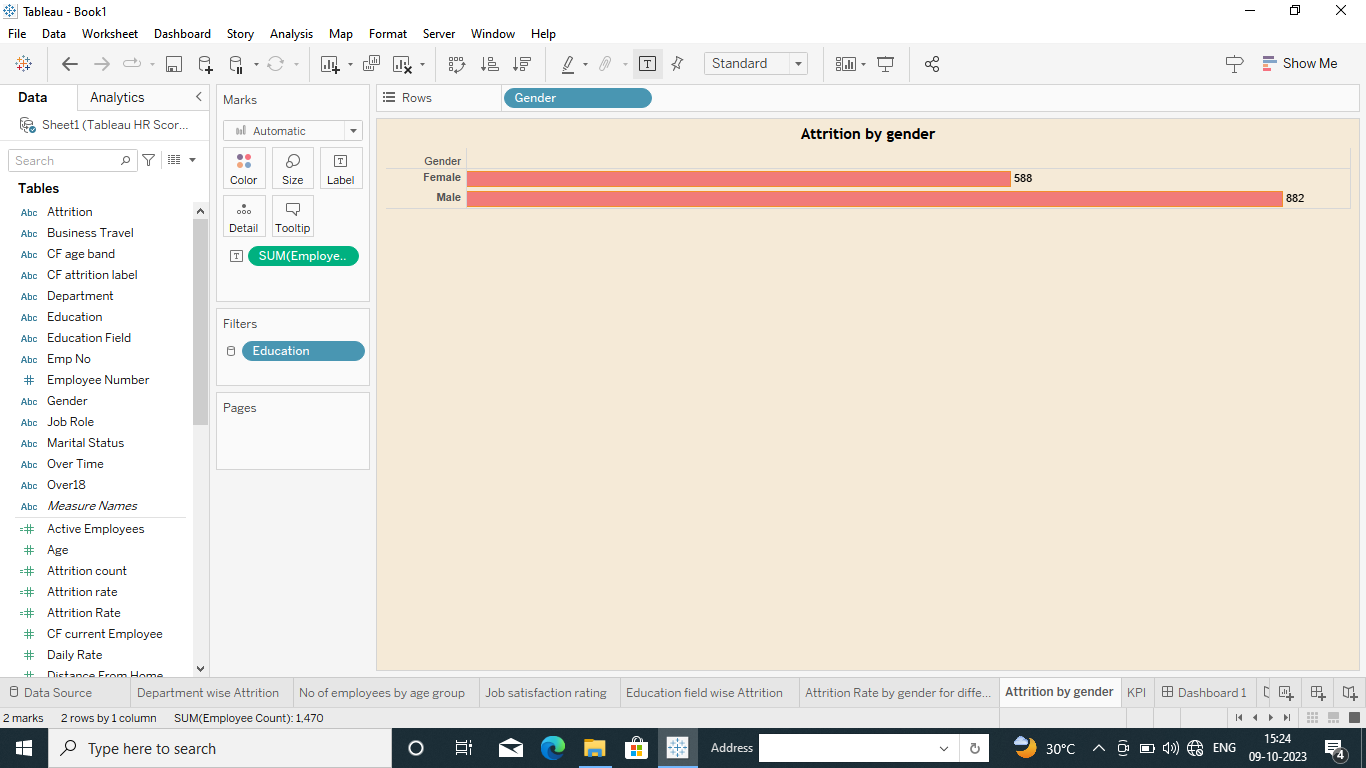 Tableau - Book1
File Data Worksheet Dashboard Story Analysis Map Format Server Window Help
Standard
Show Me
Data Analytics
Sheet1 (Tableau HR Scor...
Search
Tables
Abc Attrition
Abc Business Travel
Abc CF age band
Abc CF attrition label
Abc Department
Abc Education
Abc Education Field
Abc Emp No
# Employee Number
Abc Gender
Abc Job Role
Abc Marital Status
Abc Over Time
Abc Over18
Abc Measure Names
=# Active Employees
# Age
=# Attrition count
=# Attrition rate
=# Attrition Rate
# CF current Employee
# Daily Rate
# Distance From Home
Marks
Automatic
Color Size Label
Detail Tooltip
SUM(Employe..
Filters
Education
Pages
Rows Gender
Attrition by gender
Gender
Female 588
Male 882
Data Source Department wise Attrition No of employees by age group Job satisfaction rating Education field wise Attrition Attrition Rate by gender for diffe... Attrition by gender KPI Dashboard 1
2 marks 2 rows by 1 column SUM(Employee Count): 1.470
Type here to search
Address
30°C
ENG
15:24
09-10-2023
4